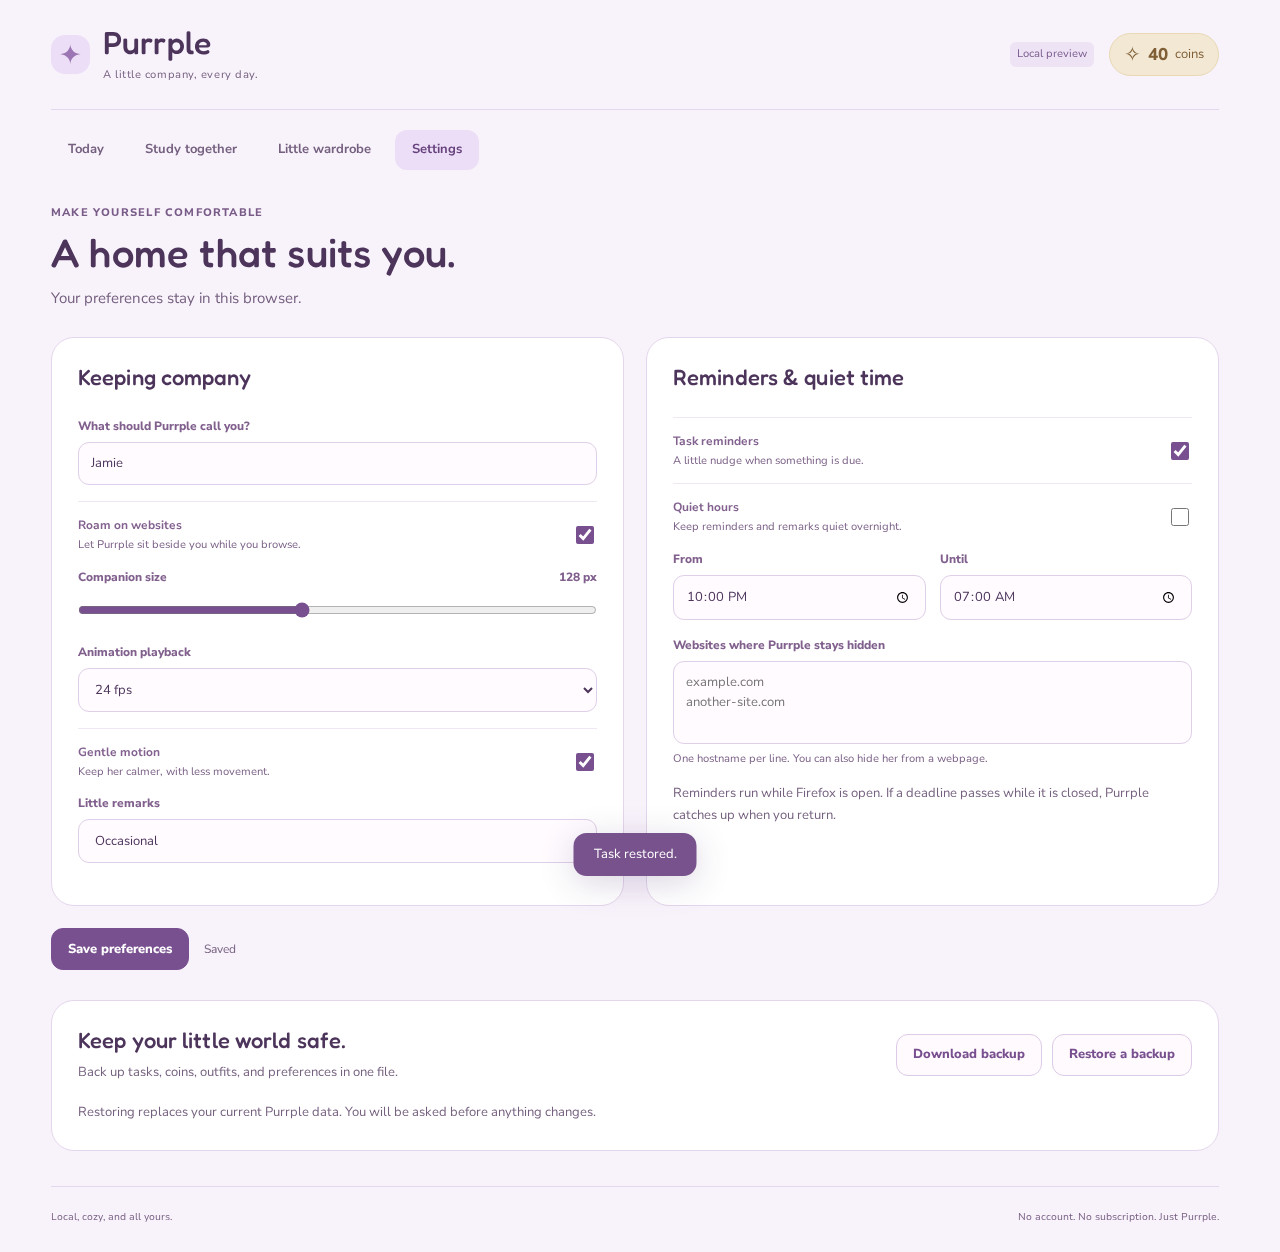 Purrple
A little company, every day.
Local preview
40 coins
Today
Study together
Little wardrobe
Settings
MAKE YOURSELF COMFORTABLE
A home that suits you.
Your preferences stay in this browser.
Keeping company
What should Purrple call you?
Jamie
Roam on websites
Let Purrple sit beside you while you browse.
Companion size
128 px
Animation playback
24 fps
Gentle motion
Keep her calmer, with less movement.
Little remarks
Occasional
Reminders & quiet time
Task reminders
A little nudge when something is due.
Quiet hours
Keep reminders and remarks quiet overnight.
From
Until
10:00 PM
07:00 AM
Websites where Purrple stays hidden
example.com
another-site.com
One hostname per line. You can also hide her from a webpage.
Reminders run while Firefox is open. If a deadline passes while it is closed, Purrple
catches up when you return.
Task restored.
Save preferences
Saved
Keep your little world safe.
Back up tasks, coins, outfits, and preferences in one file.
Download backup
Restore a backup
Restoring replaces your current Purrple data. You will be asked before anything changes.
Local, cozy, and all yours.
No account. No subscription. Just Purrple.